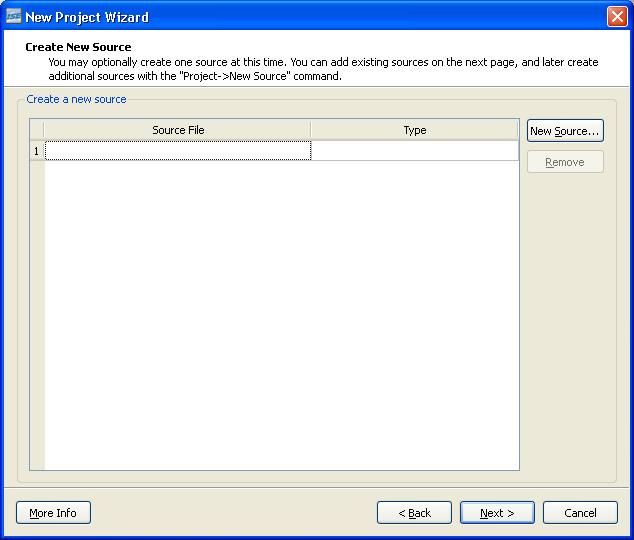 ISE New Project Wizard
Create New Source
You may optionally create one source at this time. You can add existing sources on the next page, and later create
additional sources with the "Project->New Source" command.
Create a new source
Source File Type
New Source...
1
Remove
More Info < Back Next > Cancel